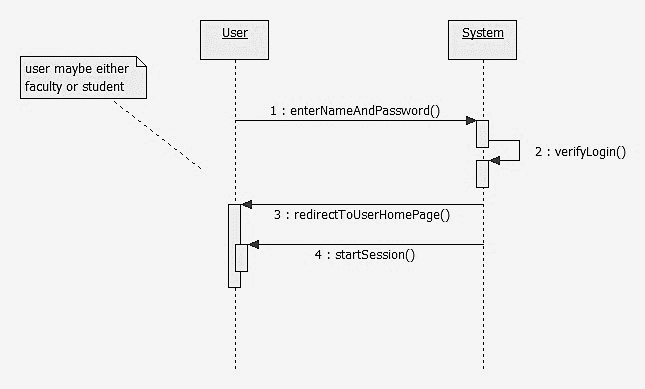 User
System
user maybe either
faculty or student
1 : enterNameAndPassword()
2 : verifyLogin()
3 : redirectToUserHomePage()
4 : startSession()